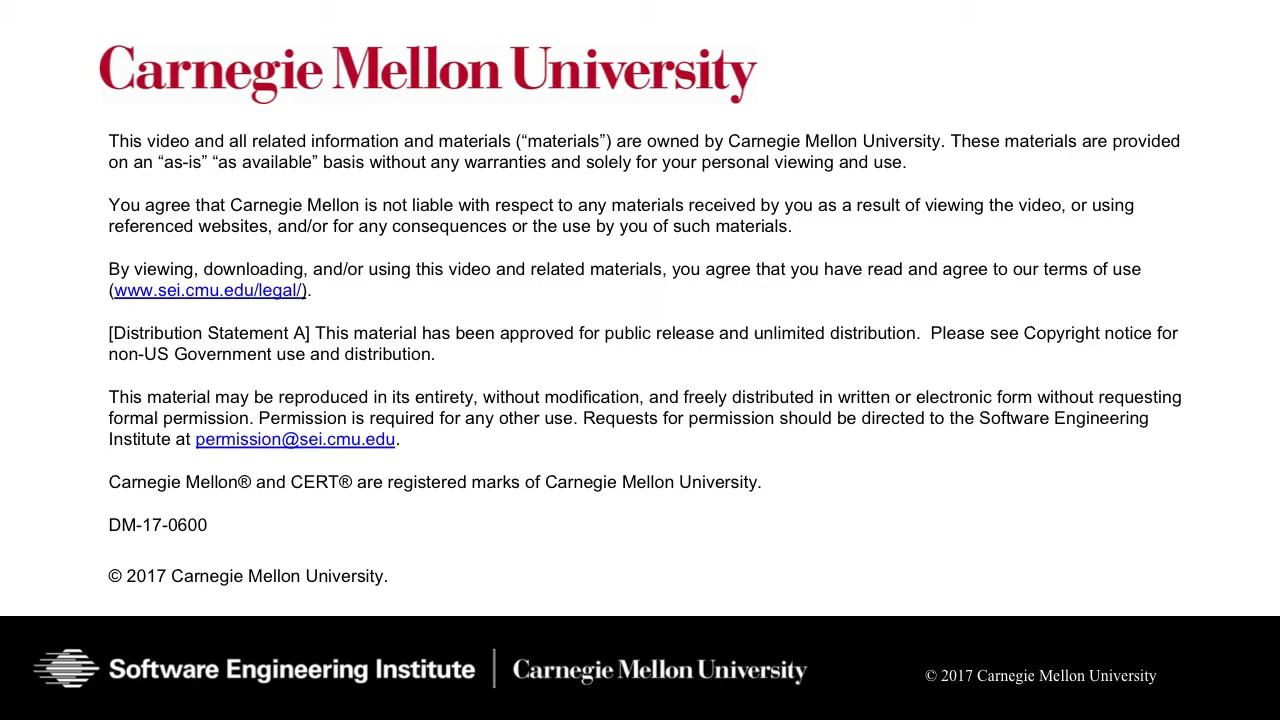 Carnegie Mellon University
This video and all related information and materials (“materials”) are owned by Carnegie Mellon University. These materials are provided
on an “as-is” “as available” basis without any warranties and solely for your personal viewing and use.
You agree that Carnegie Mellon is not liable with respect to any materials received by you as a result of viewing the video, or using
referenced websites, and/or for any consequences or the use by you of such materials.
By viewing, downloading, and/or using this video and related materials, you agree that you have read and agree to our terms of use
(www.sei.cmu.edu/legal/).
[Distribution Statement A] This material has been approved for public release and unlimited distribution.  Please see Copyright notice for
non-US Government use and distribution.
This material may be reproduced in its entirety, without modification, and freely distributed in written or electronic form without requesting
formal permission. Permission is required for any other use. Requests for permission should be directed to the Software Engineering
Institute at permission@sei.cmu.edu.
Carnegie Mellon® and CERT® are registered marks of Carnegie Mellon University.
DM-17-0600
© 2017 Carnegie Mellon University.
Software Engineering Institute | Carnegie Mellon University
© 2017 Carnegie Mellon University